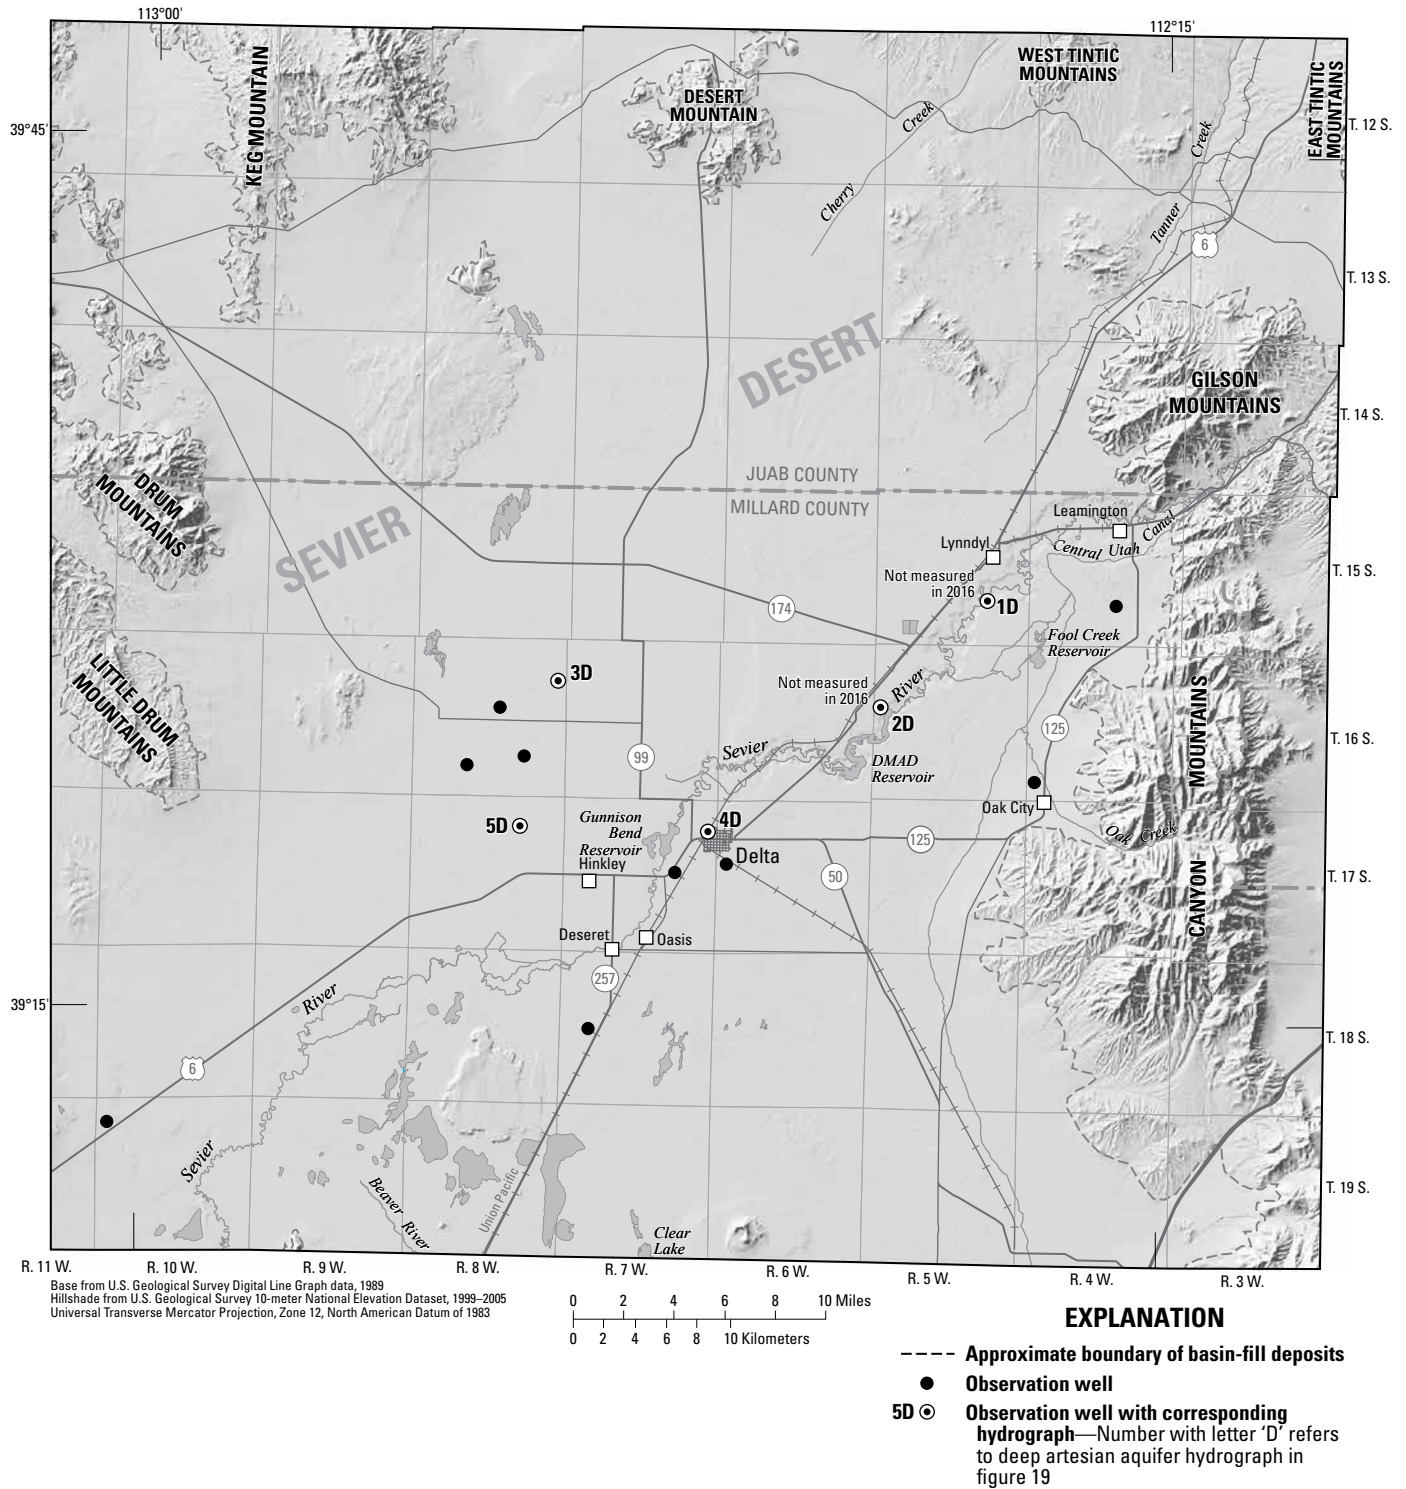 113°00'
112°15'
KEG MOUNTAIN
DESERT
MOUNTAIN
WEST TINTIC
MOUNTAINS
EAST TINTIC
MOUNTAINS
39°45'
T. 12 S.
Cherry Creek
Tanner Creek
6
T. 13 S.
DESERT
GILSON
MOUNTAINS
T. 14 S.
DRUM
MOUNTAINS
JUAB COUNTY
MILLARD COUNTY
SEVIER
Leamington
Lynndyl
Central Utah Canal
T. 15 S.
Not measured
in 2016
1D
174
Fool Creek
Reservoir
LITTLE DRUM
MOUNTAINS
3D
Not measured
in 2016
2D
Sevier River
125
MOUNTAINS
T. 16 S.
99
DMAD
Reservoir
Oak City
5D
Gunnison
Bend
Reservoir
4D
125
Oak Creek
Hinkley
Delta
50
T. 17 S.
CANYON
Deseret
Oasis
257
39°15'
River
T. 18 S.
6
Sevier
Beaver River
Union Pacific
Clear
Lake
T. 19 S.
R. 11 W.
R. 10 W.
R. 9 W.
R. 8 W.
R. 7 W.
R. 6 W.
R. 5 W.
R. 4 W.
R. 3 W.
Base from U.S. Geological Survey Digital Line Graph data, 1989
Hillshade from U.S. Geological Survey 10-meter National Elevation Dataset, 1999–2005
Universal Transverse Mercator Projection, Zone 12, North American Datum of 1983
0 2 4 6 8 10 Miles
0 2 4 6 8 10 Kilometers
EXPLANATION
Approximate boundary of basin-fill deposits
Observation well
5D Observation well with corresponding
hydrograph—Number with letter ‘D’ refers
to deep artesian aquifer hydrograph in
figure 19